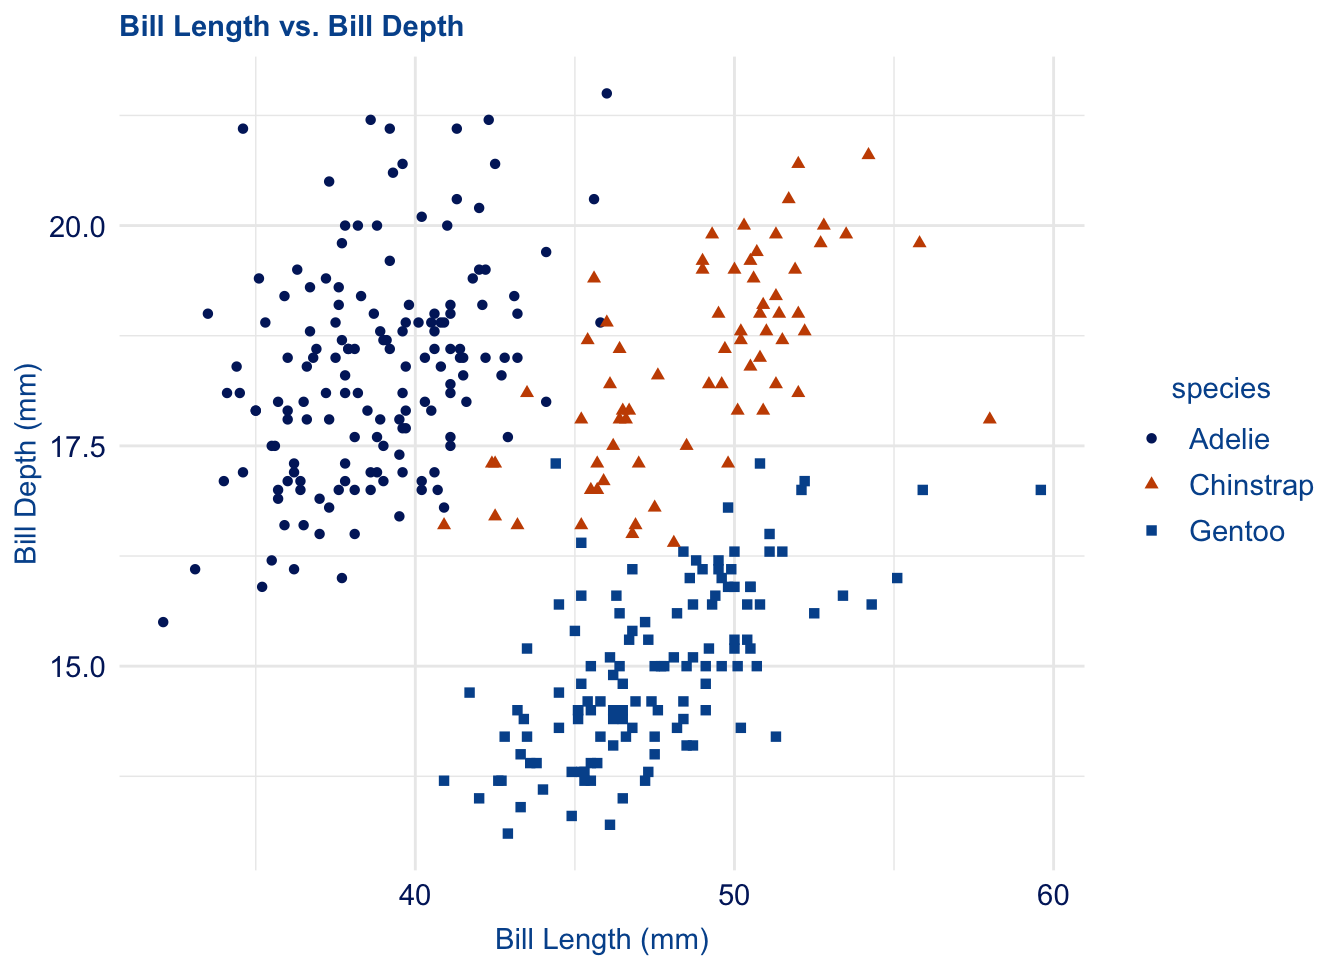 Bill Length vs. Bill Depth
20.0
17.5
15.0
Bill Depth (mm)
40 50 60
Bill Length (mm)
species
Adelie
Chinstrap
Gentoo